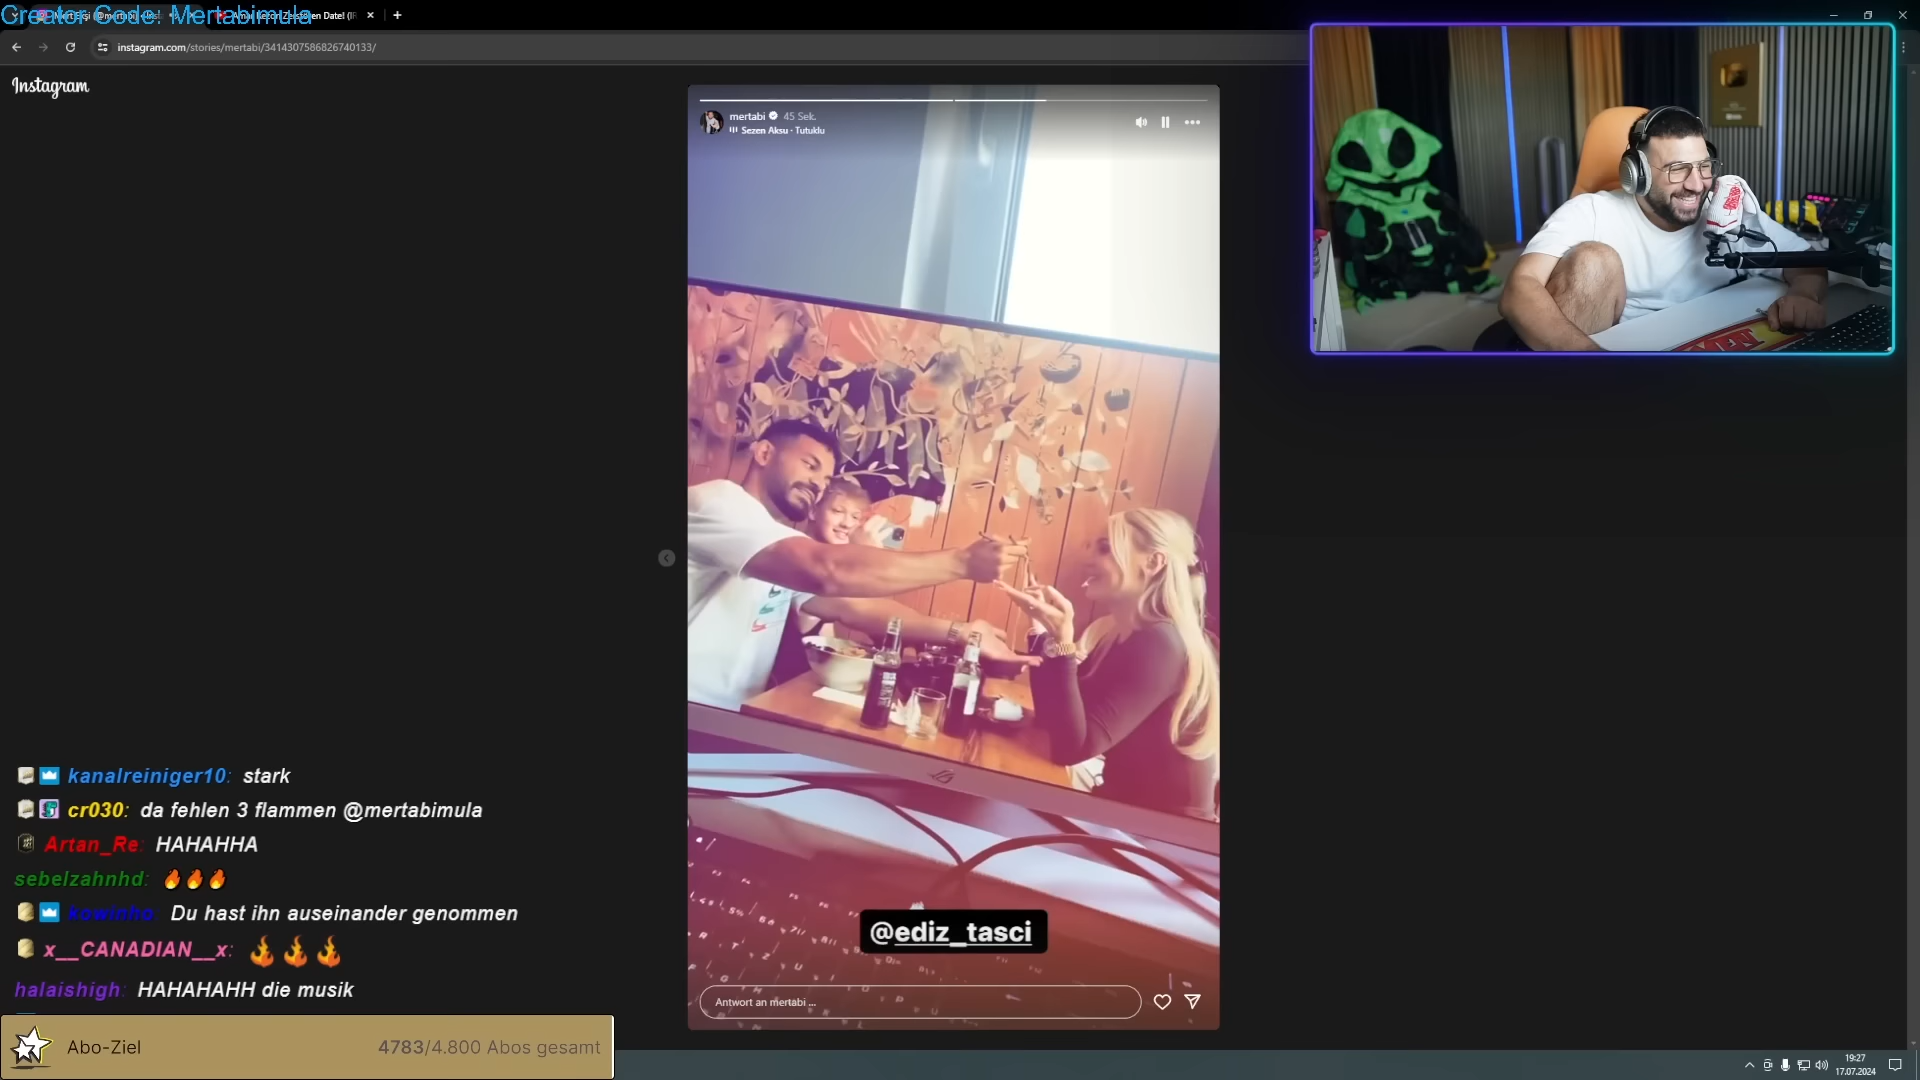 Creator Code: Mertabimula
instagram.com/stories/mertabi/3414307586826740133/
Instagram
mertabi 45 Sek.
Sezen Aksu · Tutuklu
@ediz_tasci
Antwort an mertabi ...
kanalreiniger10: stark
cr030: da fehlen 3 flammen @mertabimula
Artan_Re: HAHAHHA
sebelzahnhd: 🔥🔥🔥
kowinho: Du hast ihn auseinander genommen
x__CANADIAN__x: 🔥🔥🔥
halaishigh: HAHAHAHH die musik
Abo-Ziel 4783/4.800 Abos gesamt
19:27
17.07.2024